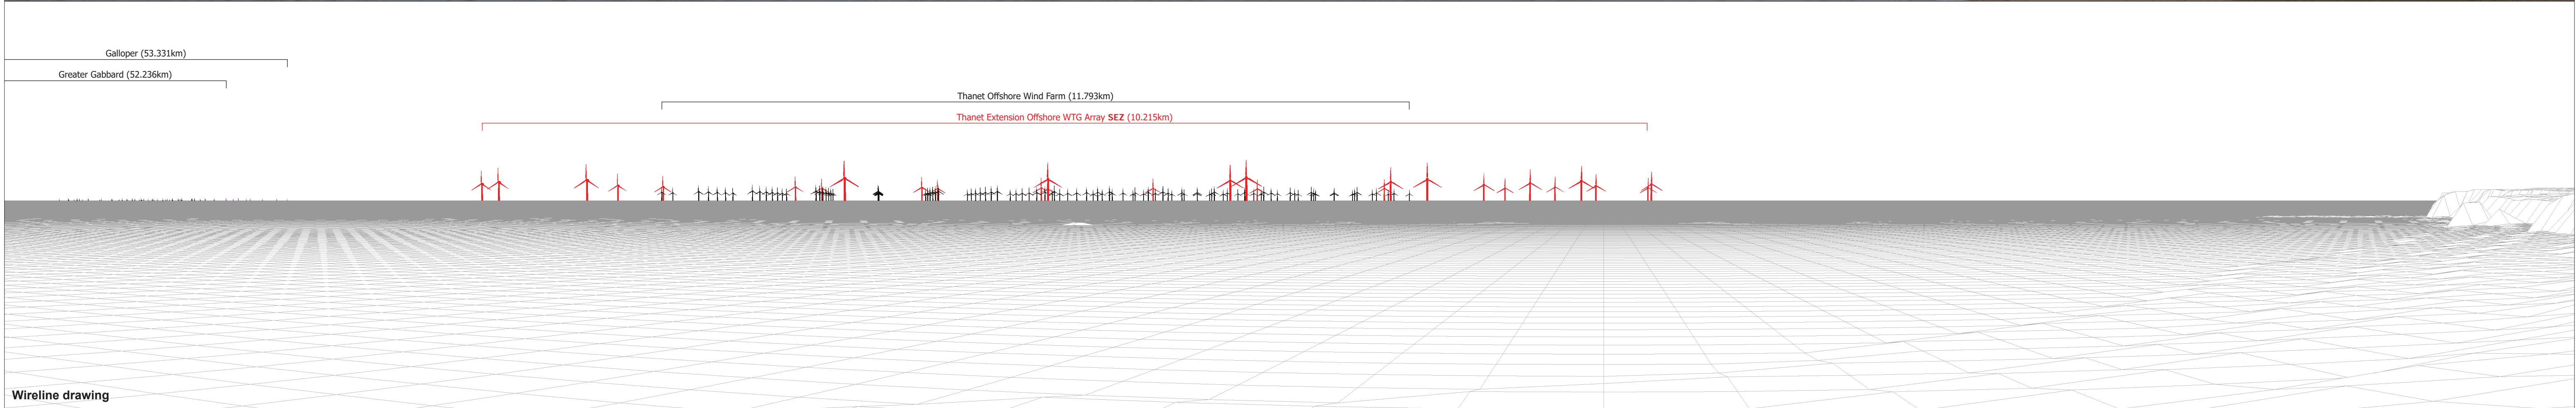 Galloper (53.331km)
Greater Gabbard (52.236km)
Thanet Offshore Wind Farm (11.793km)
Thanet Extension Offshore WTG Array SEZ (10.215km)
Wireline drawing